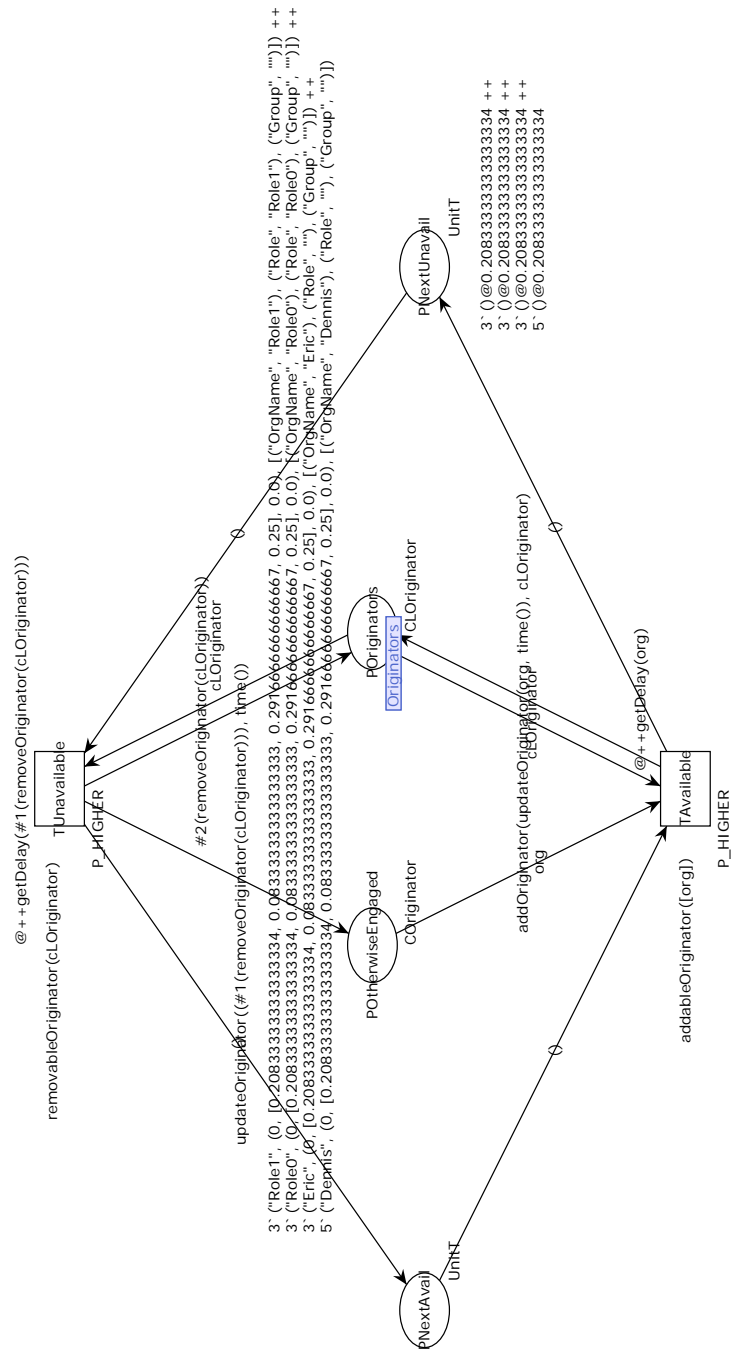 @++getDelay(#1(removeOriginator(cLOriginator)))
removableOriginator(cLOriginator)
TUnavailable
P_HIGHER
#2(removeOriginator(cLOriginator))
cLOriginator
updateOriginator((#1(removeOriginator(cLOriginator))), time())
()
()
3`("Role1", (0, [0.20833333333333334, 0.08333333333333333, 0.2916666666666667, 0.25], 0.0), [("OrgName", "Role1"), ("Role", "Role1"), ("Group", "")]) ++
3`("Role0", (0, [0.20833333333333334, 0.08333333333333333, 0.2916666666666667, 0.25], 0.0), [("OrgName", "Role0"), ("Role", "Role0"), ("Group", "")]) ++
3`("Eric", (0, [0.20833333333333334, 0.08333333333333333, 0.2916666666666667, 0.25], 0.0), [("OrgName", "Eric"), ("Role", ""), ("Group", "")]) ++
5`("Dennis", (0, [0.20833333333333334, 0.08333333333333333, 0.2916666666666667, 0.25], 0.0), [("OrgName", "Dennis"), ("Role", ""), ("Group", "")])
PNextAvail
UnitT
POtherwiseEngaged
COriginator
POriginators
Originators
CLOriginator
PNextUnavail
UnitT
3`()@0.20833333333333334 ++
3`()@0.20833333333333334 ++
3`()@0.20833333333333334 ++
5`()@0.20833333333333334
addOriginator(updateOriginator(org, time()), cLOriginator)
cLOriginator
org
()
()
@++getDelay(org)
addableOriginator([org])
TAvailable
P_HIGHER